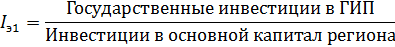 Iэ1 = Государственные инвестиции в ГИП
Инвестиции в основной капитал региона